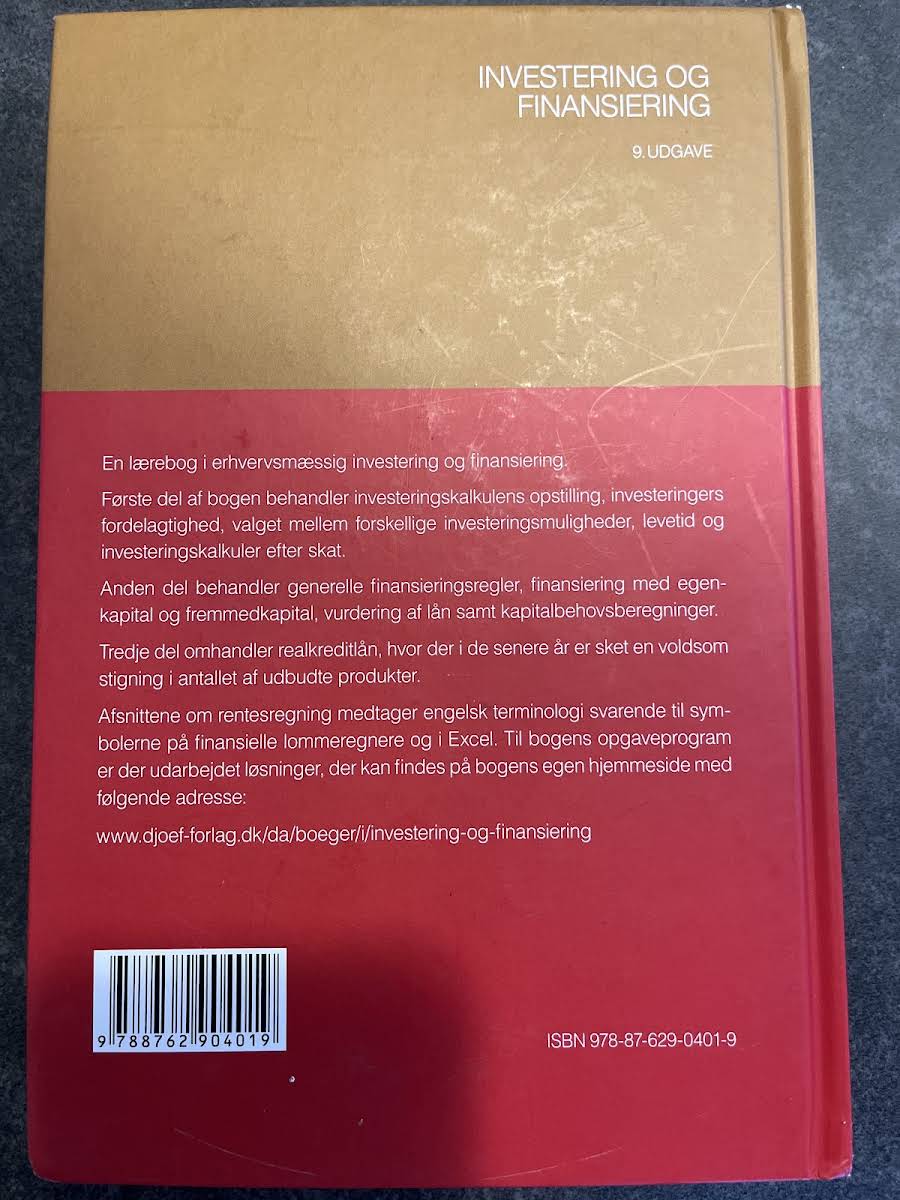 INVESTERING OG
FINANSIERING
9. UDGAVE
En lærebog i erhvervsmæssig investering og finansiering.
Første del af bogen behandler investeringskalkulens opstilling, investeringers
fordelagtighed, valget mellem forskellige investeringsmuligheder, levetid og
investeringskalkuler efter skat.
Anden del behandler generelle finansieringsregler, finansiering med egen-
kapital og fremmedkapital, vurdering af lån samt kapitalbehovsberegninger.
Tredje del omhandler realkreditlån, hvor der i de senere år er sket en voldsom
stigning i antallet af udbudte produkter.
Afsnittene om rentesregning medtager engelsk terminologi svarende til sym-
bolerne på finansielle lommeregnere og i Excel. Til bogens opgaveprogram
er der udarbejdet løsninger, der kan findes på bogens egen hjemmeside med
følgende adresse:
www.djoef-forlag.dk/da/boeger/i/investering-og-finansiering
9 788762 904019
ISBN 978-87-629-0401-9